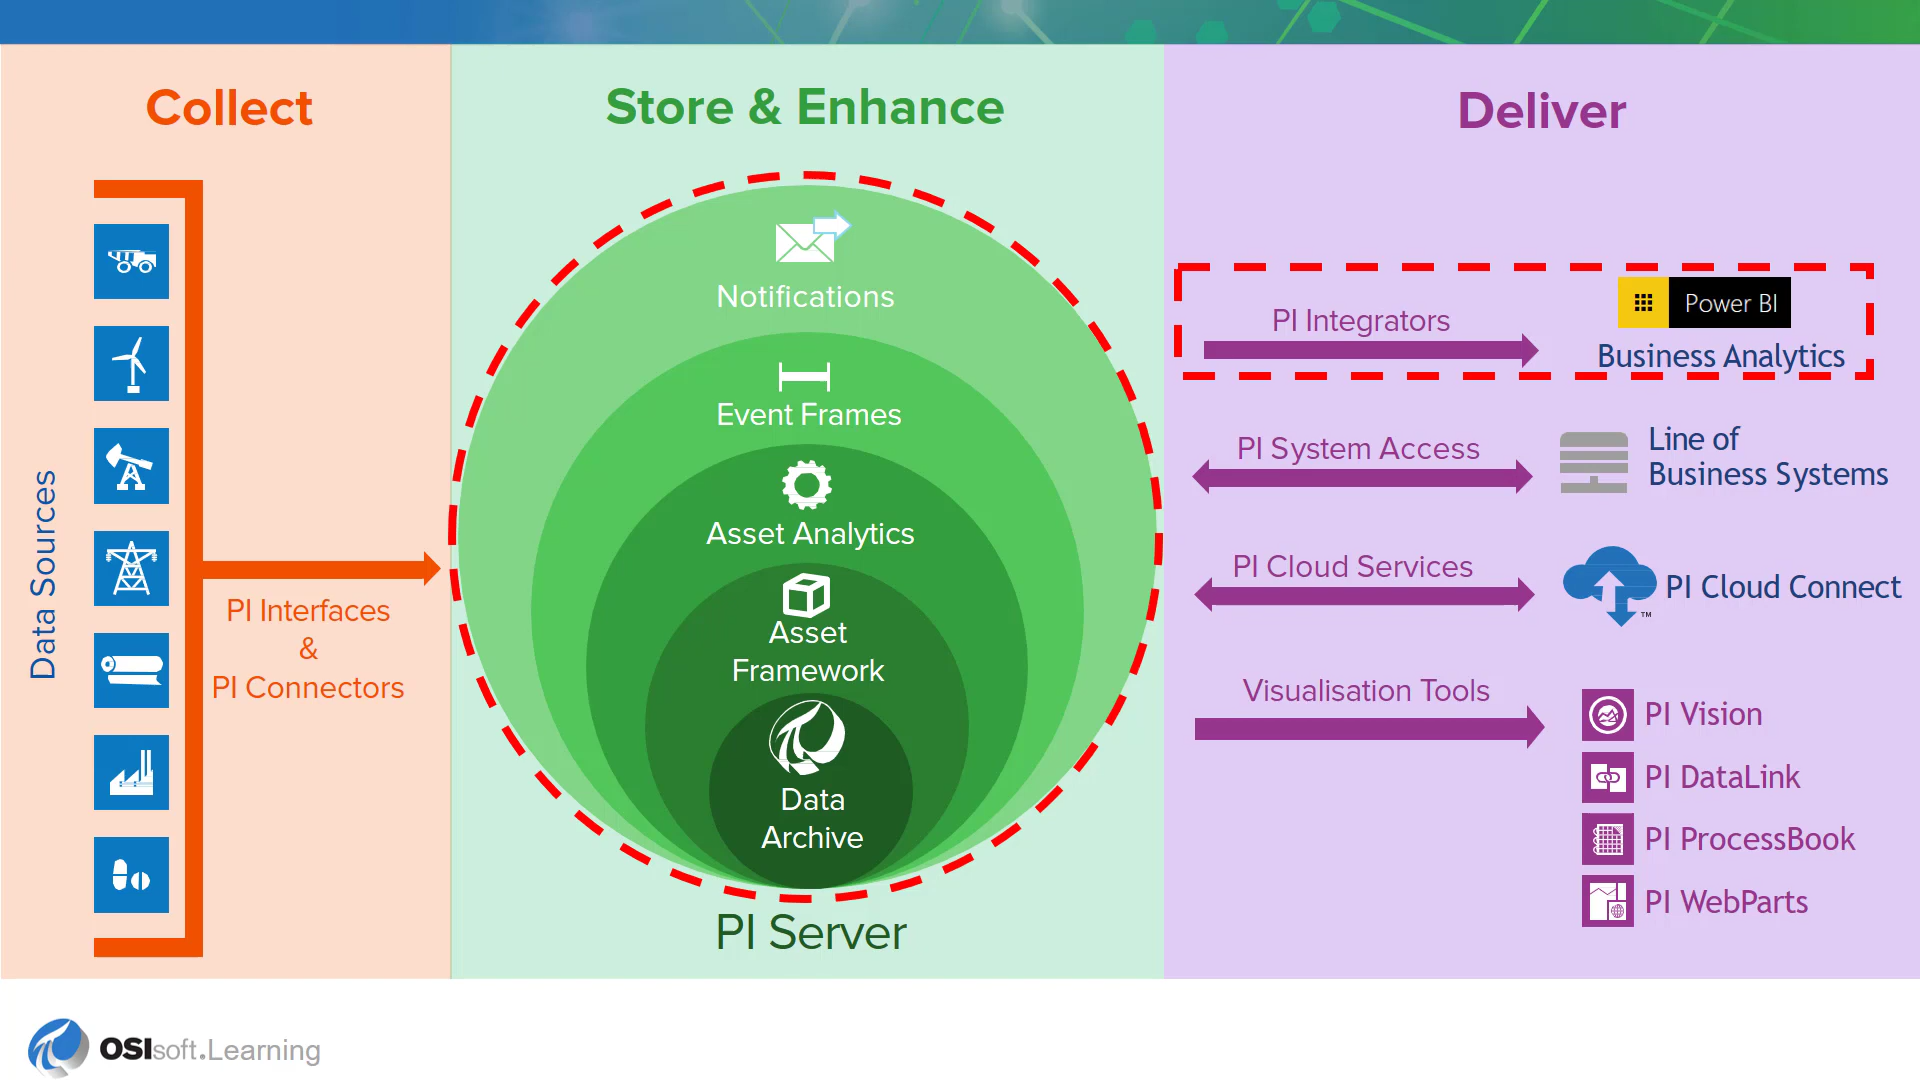 Collect
Data Sources
PI Interfaces
&
PI Connectors
Store & Enhance
Notifications
Event Frames
Asset Analytics
Asset
Framework
Data
Archive
PI Server
Deliver
PI Integrators
Power BI
Business Analytics
PI System Access
Line of
Business Systems
PI Cloud Services
PI Cloud Connect
TM
Visualisation Tools
PI Vision
PI DataLink
PI ProcessBook
PI WebParts
OSIsoft.Learning